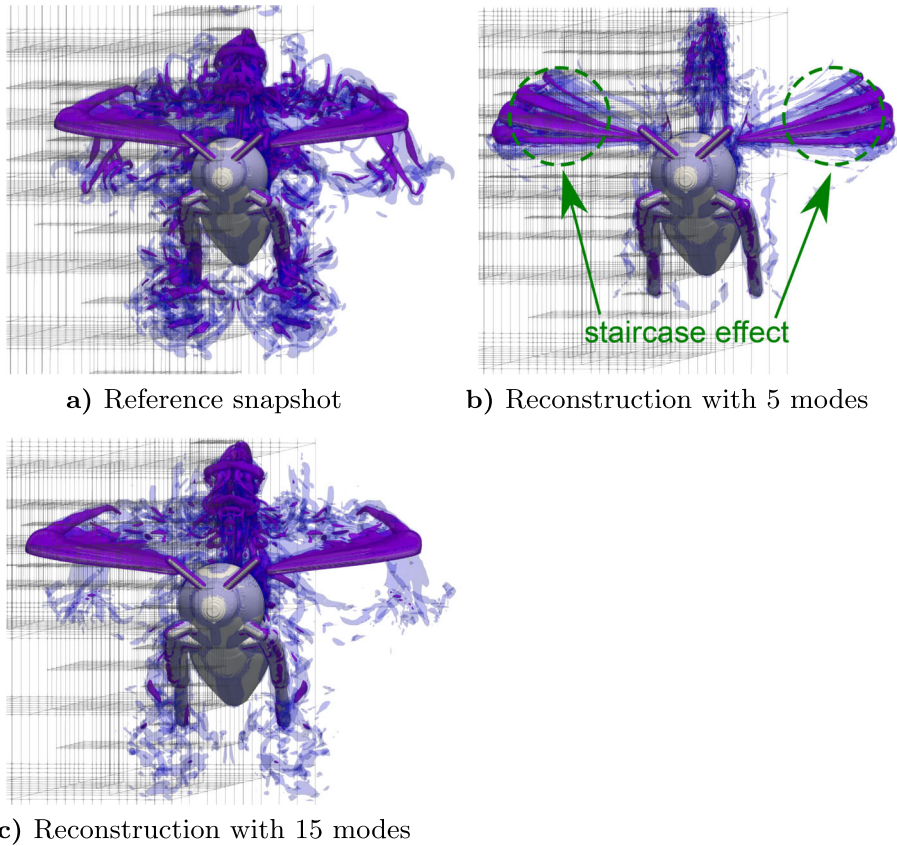 a) Reference snapshot
staircase effect
b) Reconstruction with 5 modes
c) Reconstruction with 15 modes